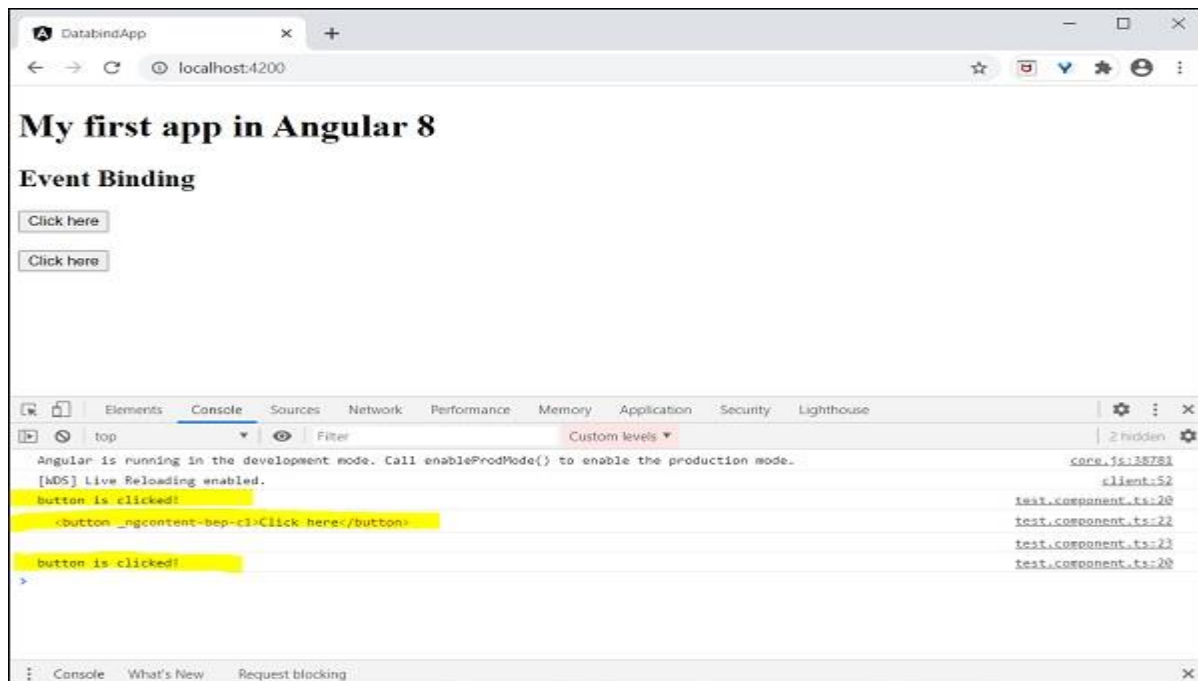 DatabindApp
localhost:4200
My first app in Angular 8
Event Binding
Click here
Click here
Elements Console Sources Network Performance Memory Application Security Lighthouse
top Filter Custom levels ▼ 2 hidden
Angular is running in the development mode. Call enableProdMode() to enable the production mode. core.js:38781
[WDS] Live Reloading enabled. client:52
button is clicked! test.component.ts:20
<button _ngcontent-bep-c1>Click here</button> test.component.ts:22
test.component.ts:23
button is clicked! test.component.ts:20
>
Console What's New Request blocking